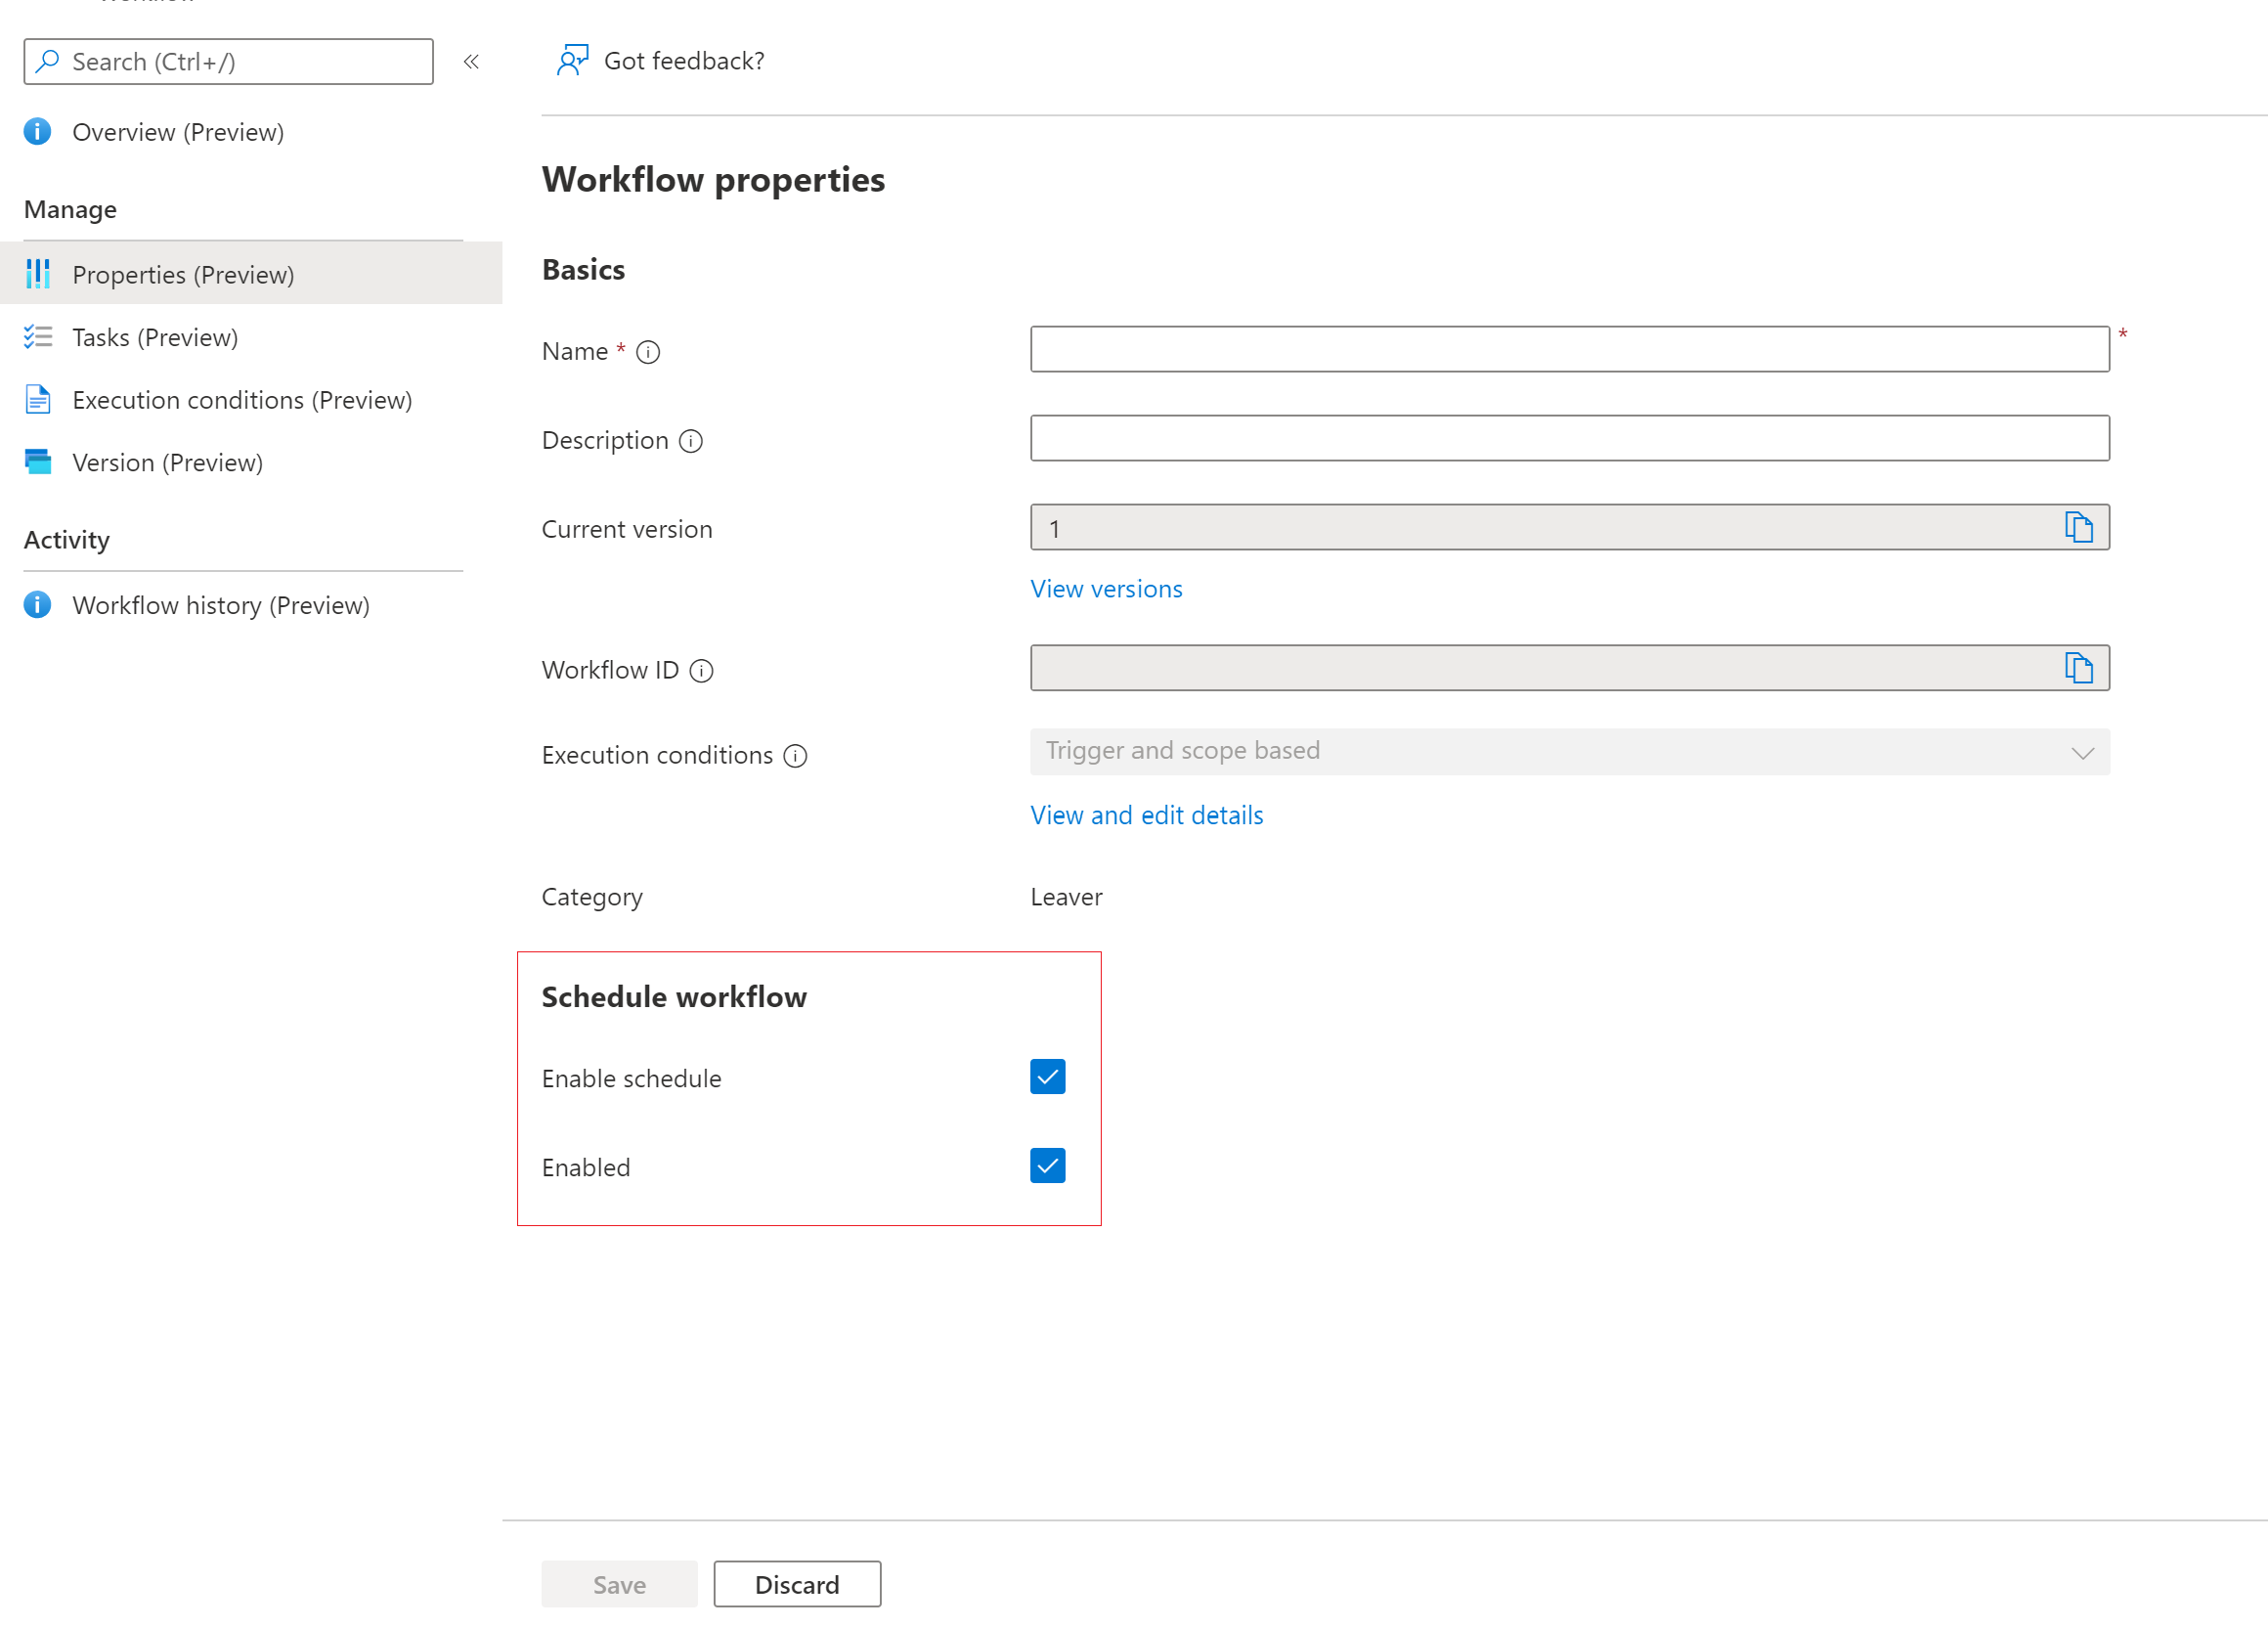 Search (Ctrl+/)
«
Overview (Preview)
Manage
Properties (Preview)
Tasks (Preview)
Execution conditions (Preview)
Version (Preview)
Activity
Workflow history (Preview)
Got feedback?
Workflow properties
Basics
Name *
*
Description
Current version
1
View versions
Workflow ID
Execution conditions
Trigger and scope based
View and edit details
Category
Leaver
Schedule workflow
Enable schedule
Enabled
Save
Discard